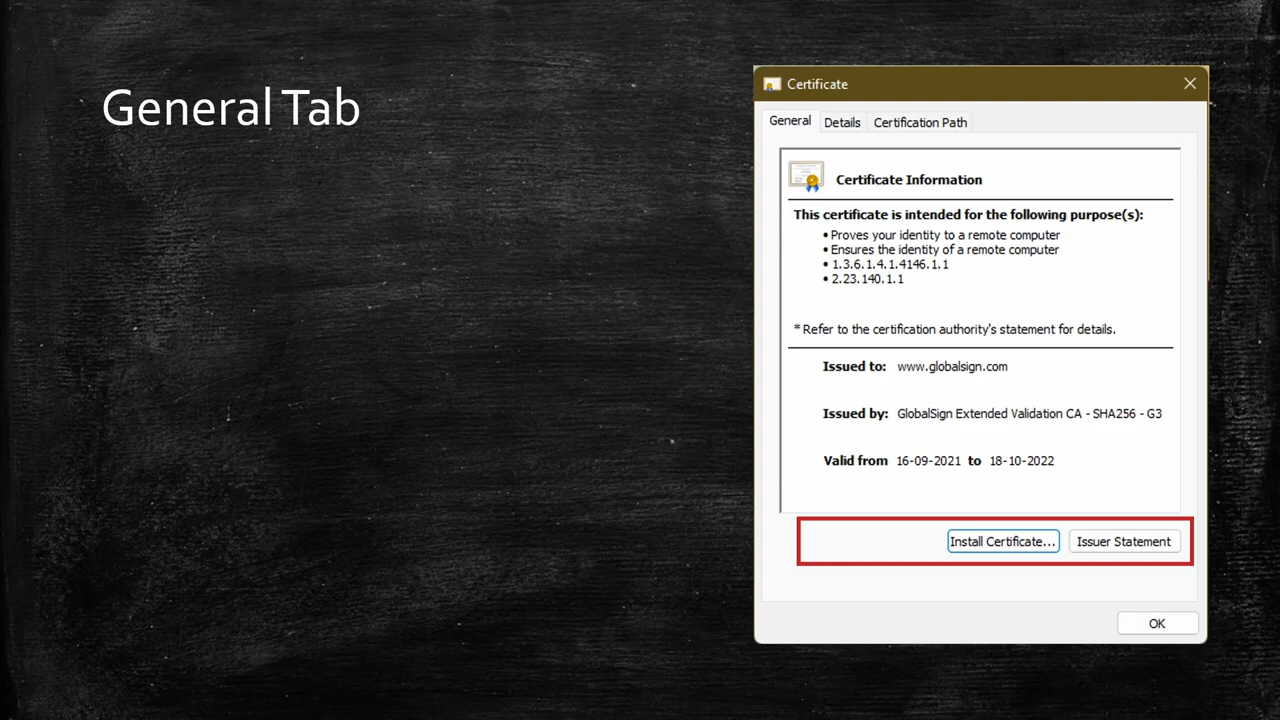 General Tab
Certificate
General Details Certification Path
Certificate Information
This certificate is intended for the following purpose(s):
• Proves your identity to a remote computer
• Ensures the identity of a remote computer
• 1.3.6.1.4.1.4146.1.1
• 2.23.140.1.1
* Refer to the certification authority's statement for details.
Issued to: www.globalsign.com
Issued by: GlobalSign Extended Validation CA - SHA256 - G3
Valid from 16-09-2021 to 18-10-2022
Install Certificate... Issuer Statement
OK